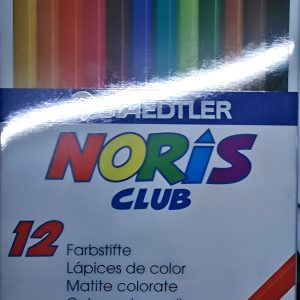 STAEDTLER
NORIS
CLUB
12
Farbstifte
Lápices de color
Matite colorate